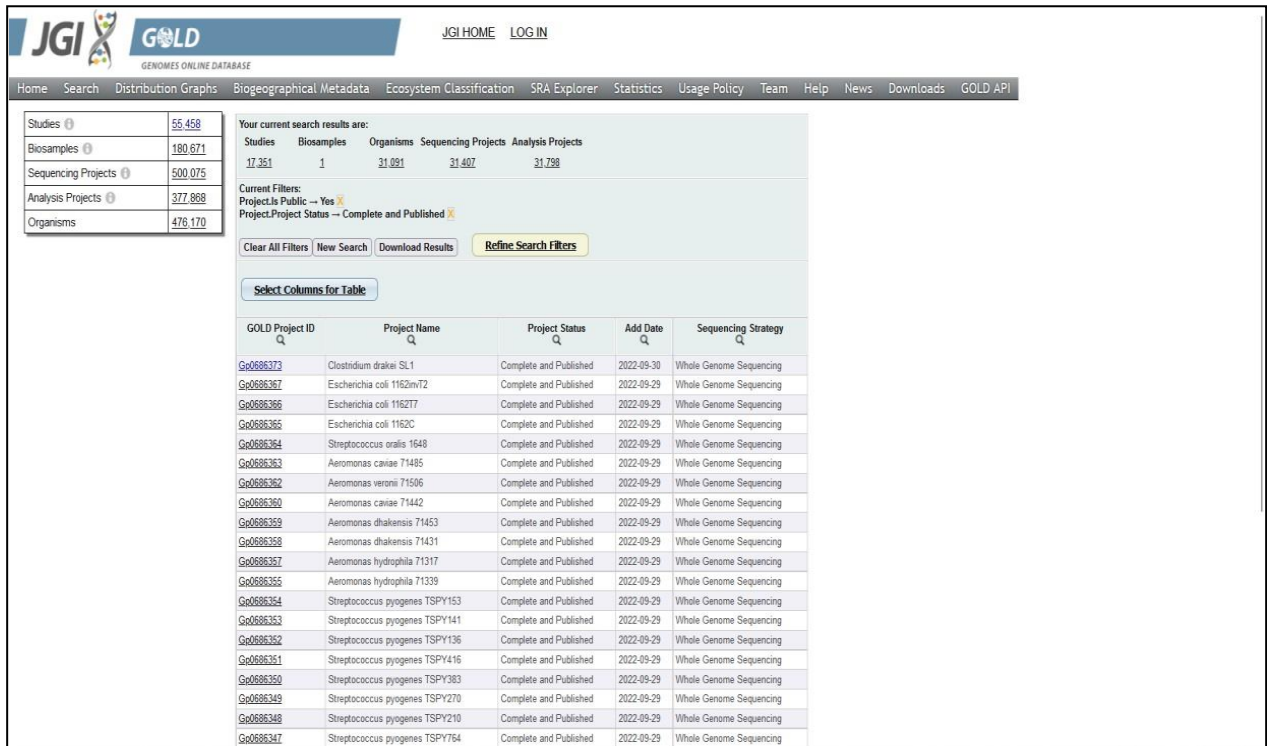 JGI GOLD JGI HOME LOG IN
GENOMES ONLINE DATABASE
Home Search Distribution Graphs Biogeographical Metadata Ecosystem Classification SRA Explorer Statistics Usage Policy Team Help News Downloads GOLD API
Studies 55,458
Biosamples 180,671
Sequencing Projects 500,075
Analysis Projects 377,868
Organisms 476,170
Your current search results are:
Studies Biosamples Organisms Sequencing Projects Analysis Projects
17,351 1 31,091 31,407 31,798
Current Filters:
Project.Is Public → Yes X
Project.Project Status → Complete and Published X
Clear All Filters New Search Download Results Refine Search Filters
Select Columns for Table
GOLD Project ID Project Name Project Status Add Date Sequencing Strategy
Gp0686373 Clostridium drakei SL1 Complete and Published 2022-09-30 Whole Genome Sequencing
Gp0686367 Escherichia coli 1162invT2 Complete and Published 2022-09-29 Whole Genome Sequencing
Gp0686366 Escherichia coli 1162T7 Complete and Published 2022-09-29 Whole Genome Sequencing
Gp0686365 Escherichia coli 1162C Complete and Published 2022-09-29 Whole Genome Sequencing
Gp0686364 Streptococcus oralis 1648 Complete and Published 2022-09-29 Whole Genome Sequencing
Gp0686363 Aeromonas caviae 71485 Complete and Published 2022-09-29 Whole Genome Sequencing
Gp0686362 Aeromonas veronii 71506 Complete and Published 2022-09-29 Whole Genome Sequencing
Gp0686360 Aeromonas caviae 71442 Complete and Published 2022-09-29 Whole Genome Sequencing
Gp0686359 Aeromonas dhakensis 71453 Complete and Published 2022-09-29 Whole Genome Sequencing
Gp0686358 Aeromonas dhakensis 71431 Complete and Published 2022-09-29 Whole Genome Sequencing
Gp0686357 Aeromonas hydrophila 71317 Complete and Published 2022-09-29 Whole Genome Sequencing
Gp0686355 Aeromonas hydrophila 71339 Complete and Published 2022-09-29 Whole Genome Sequencing
Gp0686354 Streptococcus pyogenes TSPY153 Complete and Published 2022-09-29 Whole Genome Sequencing
Gp0686353 Streptococcus pyogenes TSPY141 Complete and Published 2022-09-29 Whole Genome Sequencing
Gp0686352 Streptococcus pyogenes TSPY136 Complete and Published 2022-09-29 Whole Genome Sequencing
Gp0686351 Streptococcus pyogenes TSPY416 Complete and Published 2022-09-29 Whole Genome Sequencing
Gp0686350 Streptococcus pyogenes TSPY383 Complete and Published 2022-09-29 Whole Genome Sequencing
Gp0686349 Streptococcus pyogenes TSPY270 Complete and Published 2022-09-29 Whole Genome Sequencing
Gp0686348 Streptococcus pyogenes TSPY210 Complete and Published 2022-09-29 Whole Genome Sequencing
Gp0686347 Streptococcus pyogenes TSPY764 Complete and Published 2022-09-29 Whole Genome Sequencing